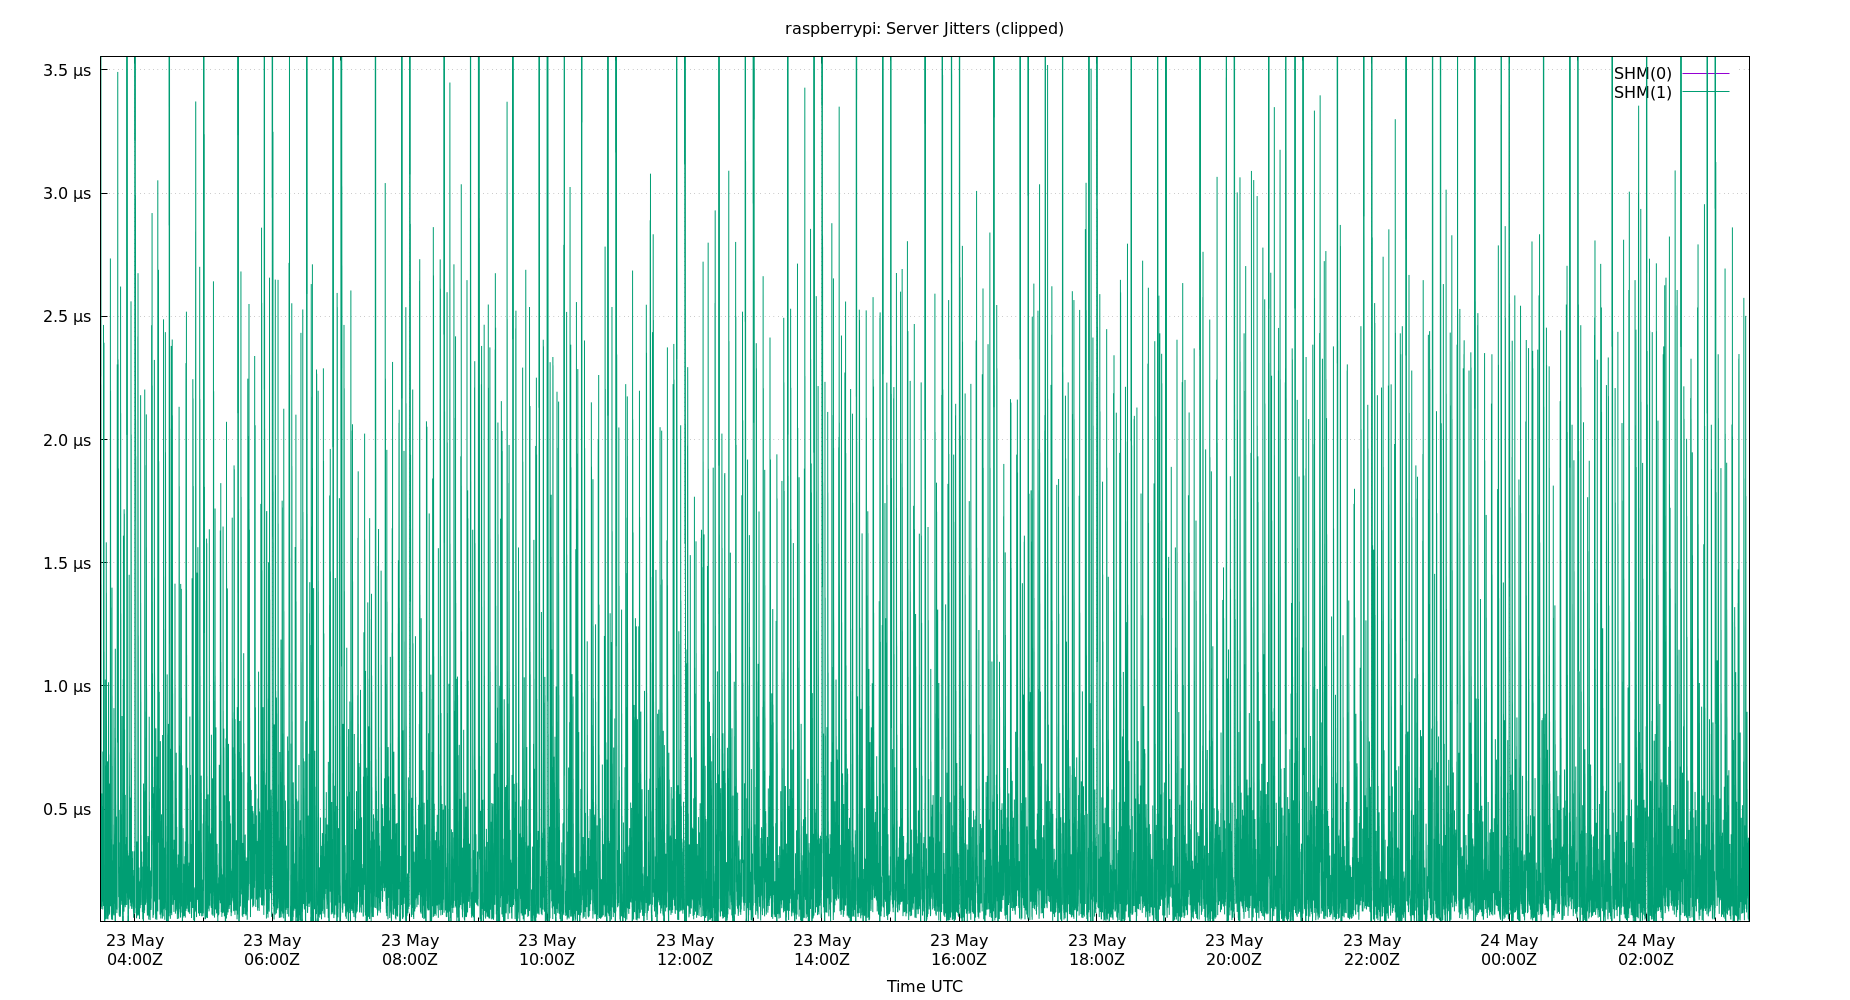 raspberrypi: Server Jitters (clipped)
3.5 µs
SHM(0)
SHM(1)
3.0 µs
2.5 µs
2.0 µs
1.5 µs
1.0 µs
0.5 µs
23 May 23 May 23 May 23 May 23 May 23 May 23 May 23 May 23 May 23 May 24 May 24 May
04:00Z 06:00Z 08:00Z 10:00Z 12:00Z 14:00Z 16:00Z 18:00Z 20:00Z 22:00Z 00:00Z 02:00Z
Time UTC